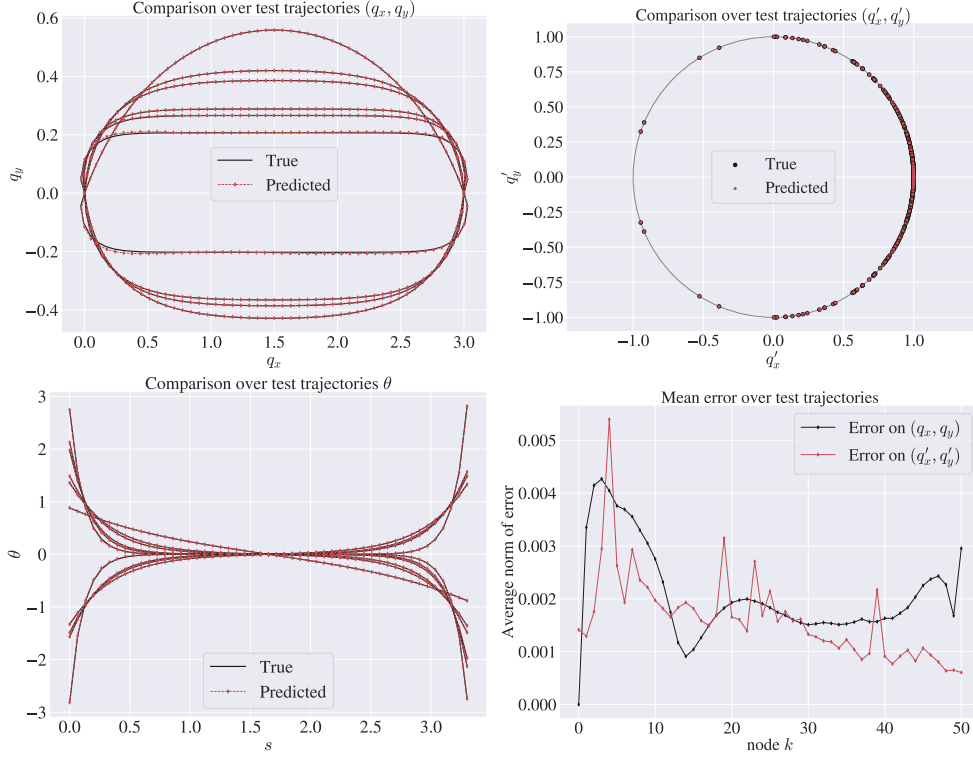 Comparison over test trajectories (qₓ, q_y)
0.6
0.4
0.2
0.0
−0.2
−0.4
q_y
True
Predicted
0.0 0.5 1.0 1.5 2.0 2.5 3.0
qₓ
Comparison over test trajectories (q′ₓ, q′_y)
1.00
0.75
0.50
0.25
0.00
−0.25
−0.50
−0.75
−1.00
q′_y
True
Predicted
−1.0 −0.5 0.0 0.5 1.0
q′ₓ
Comparison over test trajectories θ
3
2
1
0
−1
−2
−3
θ
True
Predicted
0.0 0.5 1.0 1.5 2.0 2.5 3.0
s
Mean error over test trajectories
0.005
0.004
0.003
0.002
0.001
0.000
Average norm of error
Error on (qₓ, q_y)
Error on (q′ₓ, q′_y)
0 10 20 30 40 50
node k